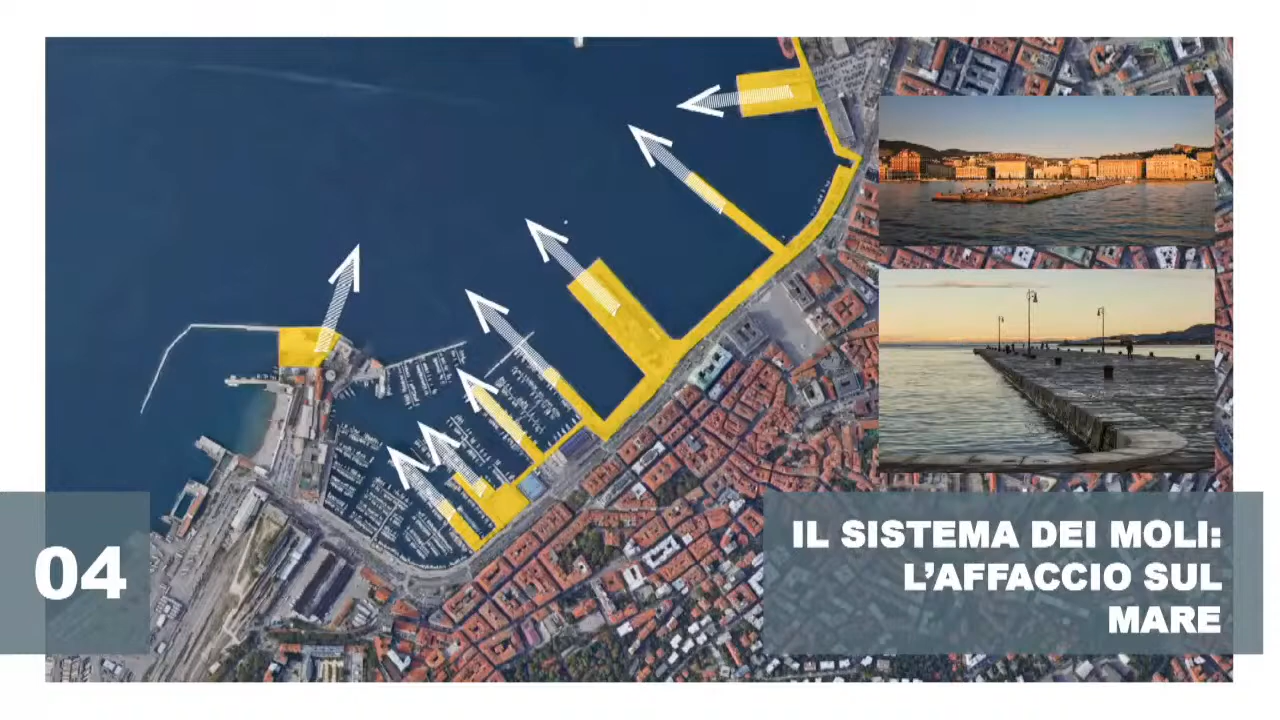 04
IL SISTEMA DEI MOLI:
L’AFFACCIO SUL
MARE